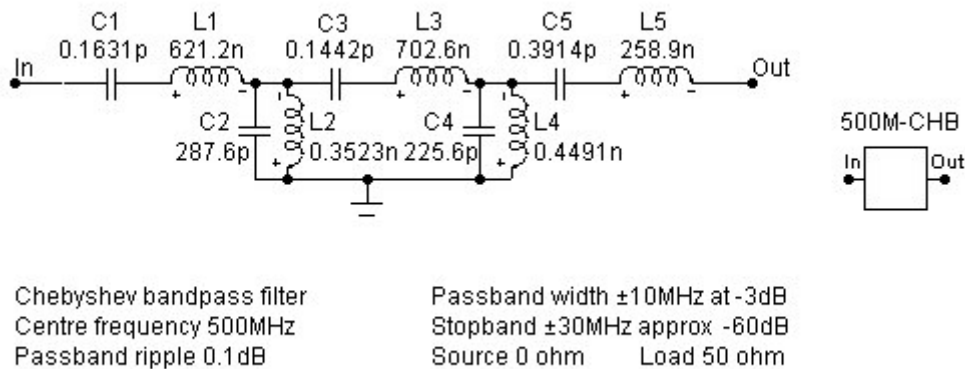 C1 L1 C3 L3 C5 L5
0.1631p 621.2n 0.1442p 702.6n 0.3914p 258.9n
In Out
+ - + - + -
C2 L2 C4 L4
287.6p 0.3523n 225.6p 0.4491n
500M-CHB
In Out
Chebyshev bandpass filter
Centre frequency 500MHz
Passband ripple 0.1dB
Passband width ±10MHz at -3dB
Stopband ±30MHz approx -60dB
Source 0 ohm Load 50 ohm